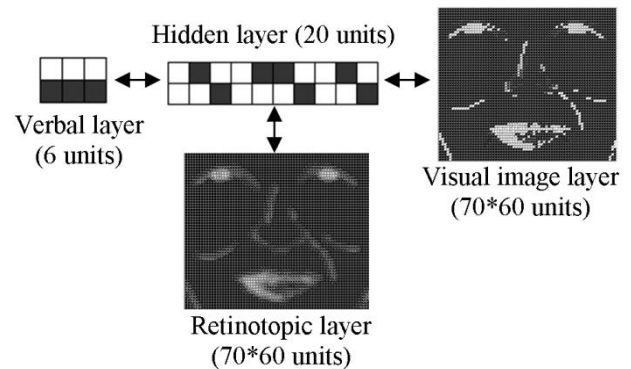 Hidden layer (20 units)
Verbal layer
(6 units)
Visual image layer
(70*60 units)
Retinotopic layer
(70*60 units)